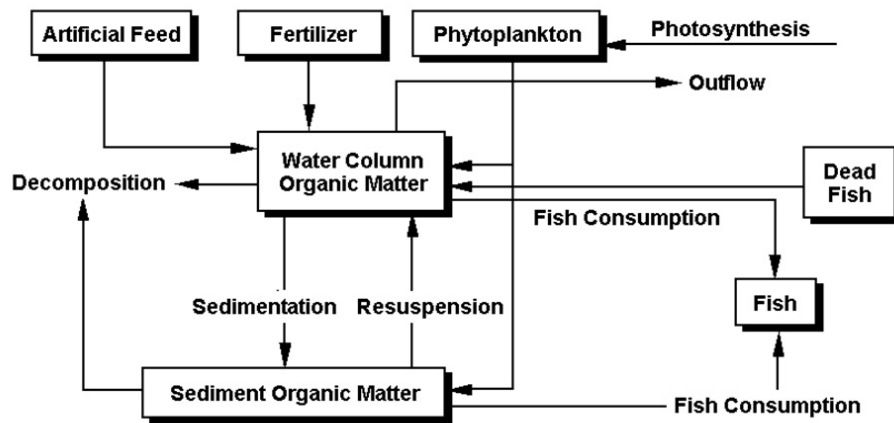 Artificial Feed
Fertilizer
Phytoplankton
Photosynthesis
Outflow
Water Column
Organic Matter
Decomposition
Dead
Fish
Fish Consumption
Sedimentation
Resuspension
Fish
Sediment Organic Matter
Fish Consumption